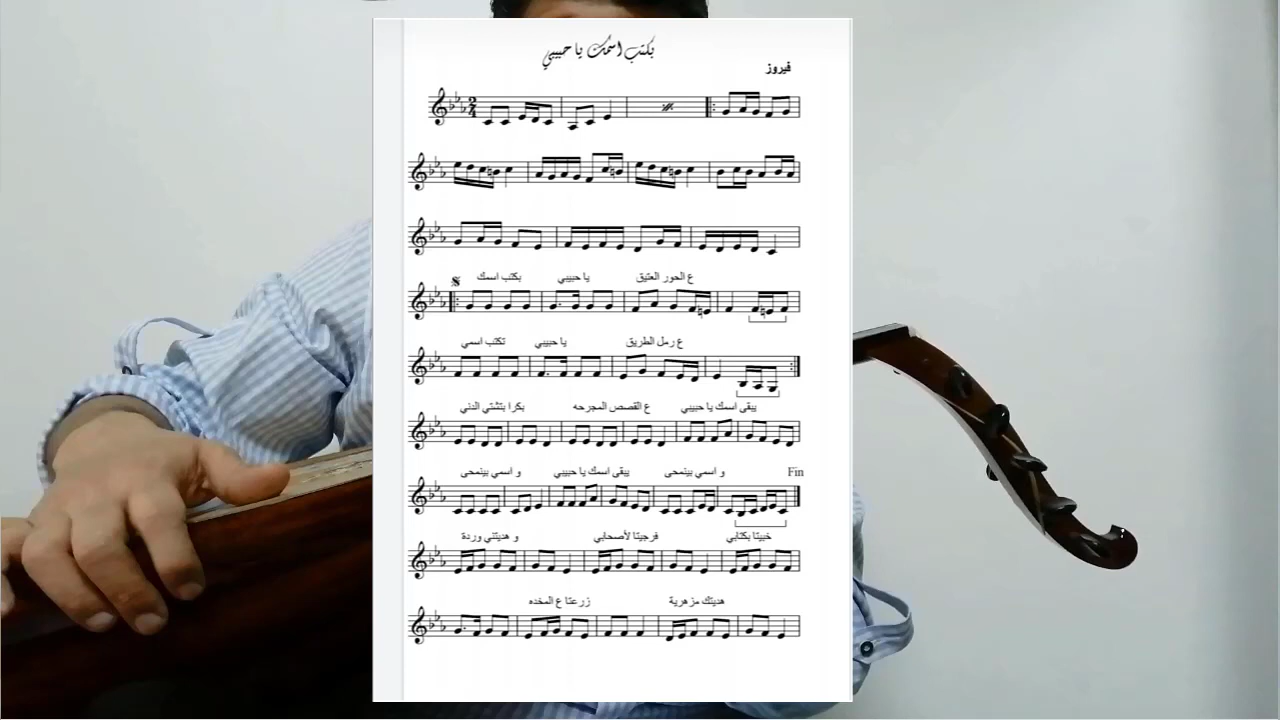 بكتب اسمك يا حبيبي
فيروز
2
4
بكتب اسمك يا حبيبي ع الحور العتيق
تكتب اسمي يا حبيبي ع رمل الطريق
بكرا بتشتي الدني ع القصص المجرحه يبقى اسمك يا حبيبي
و اسمي بينمحى يبقى اسمك يا حبيبي و اسمي بينمحى Fin
و هديتني وردة فرجيتا لأصحابي خبيتا بكتابي
زرعتا ع المخده هديتك مزهرية